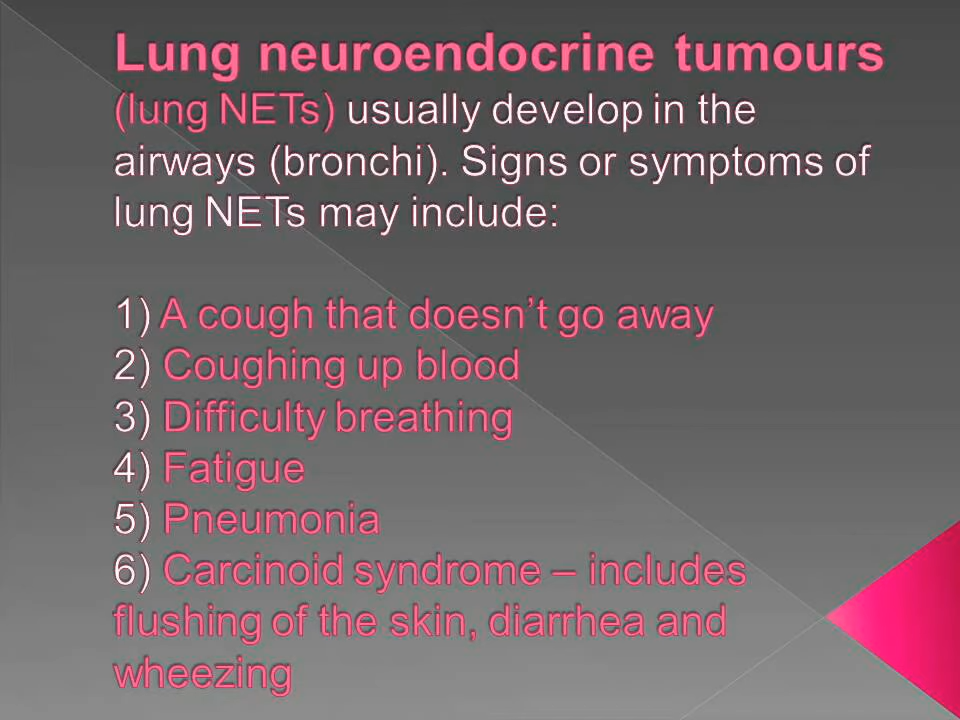 Lung neuroendocrine tumours
(lung NETs) usually develop in the
airways (bronchi). Signs or symptoms of
lung NETs may include:
1) A cough that doesn’t go away
2) Coughing up blood
3) Difficulty breathing
4) Fatigue
5) Pneumonia
6) Carcinoid syndrome – includes
flushing of the skin, diarrhea and
wheezing